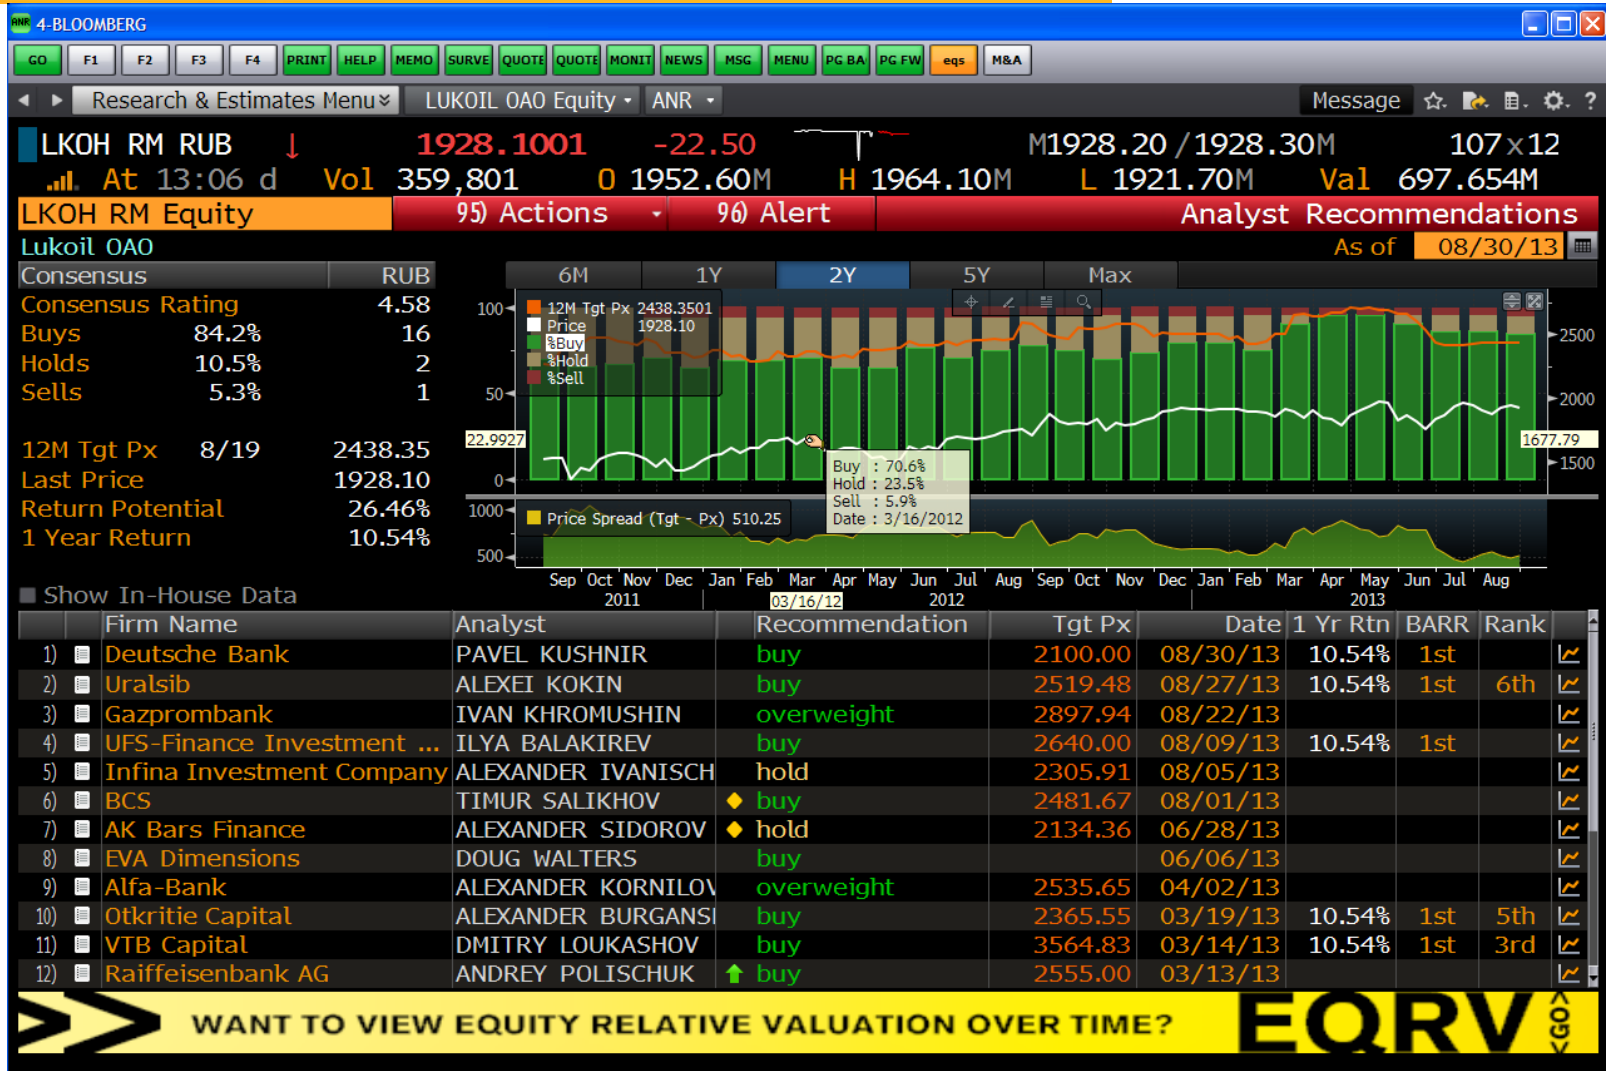 ANR 4-BLOOMBERG
GO F1 F2 F3 F4 PRINT HELP MEMO SURVE QUOTE QUOTE MONIT NEWS MSG MENU PG BA PG FW eqs M&A
Research & Estimates Menu LUKOIL OAO Equity ANR Message ?
LKOH RM RUB ↓ 1928.1001 -22.50 M1928.20/1928.30M 107x12
At 13:06 d Vol 359,801 O 1952.60M H 1964.10M L 1921.70M Val 697.654M
LKOH RM Equity 95) Actions 96) Alert Analyst Recommendations
Lukoil OAO As of 08/30/13
Consensus RUB 6M 1Y 2Y 5Y Max
Consensus Rating 4.58
Buys 84.2% 16
Holds 10.5% 2
Sells 5.3% 1
12M Tgt Px 8/19 2438.35
Last Price 1928.10
Return Potential 26.46%
1 Year Return 10.54%
Show In-House Data
100
50
0
12M Tgt Px 2438.3501
Price 1928.10
%Buy
%Hold
%Sell
22.9927
2500
2000
1677.79
1500
Buy : 70.6%
Hold : 23.5%
Sell : 5.9%
Date : 3/16/2012
1000
500
Price Spread (Tgt - Px) 510.25
Sep Oct Nov Dec Jan Feb Mar Apr May Jun Jul Aug Sep Oct Nov Dec Jan Feb Mar Apr May Jun Jul Aug
2011 03/16/12 2012 2013
Firm Name Analyst Recommendation Tgt Px Date 1 Yr Rtn BARR Rank
1) Deutsche Bank PAVEL KUSHNIR buy 2100.00 08/30/13 10.54% 1st
2) Uralsib ALEXEI KOKIN buy 2519.48 08/27/13 10.54% 1st 6th
3) Gazprombank IVAN KHROMUSHIN overweight 2897.94 08/22/13
4) UFS-Finance Investment ... ILYA BALAKIREV buy 2640.00 08/09/13 10.54% 1st
5) Infina Investment Company ALEXANDER IVANISCH hold 2305.91 08/05/13
6) BCS TIMUR SALIKHOV buy 2481.67 08/01/13
7) AK Bars Finance ALEXANDER SIDOROV hold 2134.36 06/28/13
8) EVA Dimensions DOUG WALTERS buy 06/06/13
9) Alfa-Bank ALEXANDER KORNILOV overweight 2535.65 04/02/13
10) Otkritie Capital ALEXANDER BURGANSI buy 2365.55 03/19/13 10.54% 1st 5th
11) VTB Capital DMITRY LOUKASHOV buy 3564.83 03/14/13 10.54% 1st 3rd
12) Raiffeisenbank AG ANDREY POLISCHUK buy 2555.00 03/13/13
WANT TO VIEW EQUITY RELATIVE VALUATION OVER TIME? EQRV <GO>